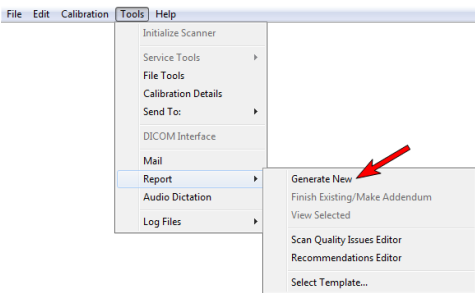 File Edit Calibration Tools Help
Initialize Scanner
Service Tools
File Tools
Calibration Details
Send To:
DICOM Interface
Mail
Report
Audio Dictation
Log Files
Generate New
Finish Existing/Make Addendum
View Selected
Scan Quality Issues Editor
Recommendations Editor
Select Template...